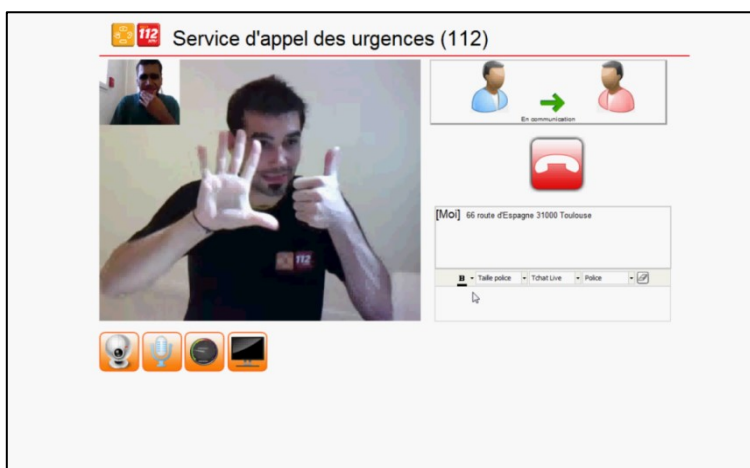 112
Service d'appel des urgences (112)
En communication
[Moi] 66 route d'Espagne 31000 Toulouse
B Taille police Tchat Live Police
112